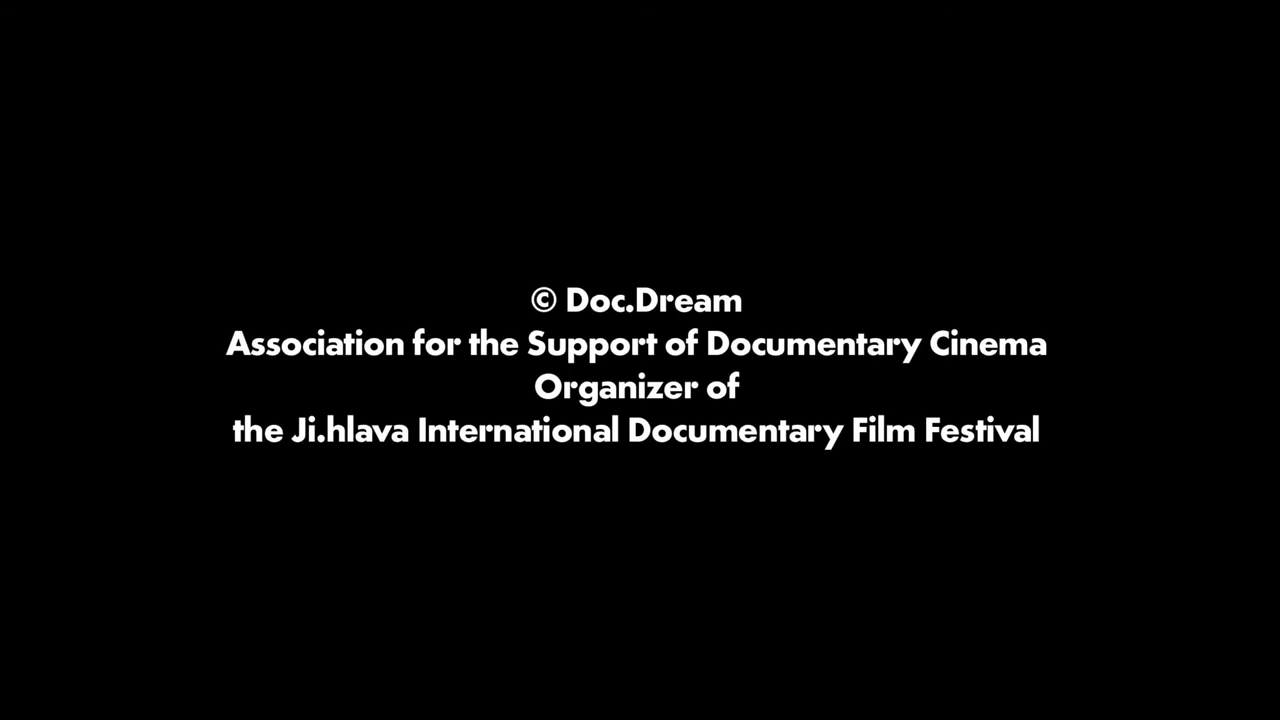 © Doc.Dream
Association for the Support of Documentary Cinema
Organizer of
the Ji.hlava International Documentary Film Festival